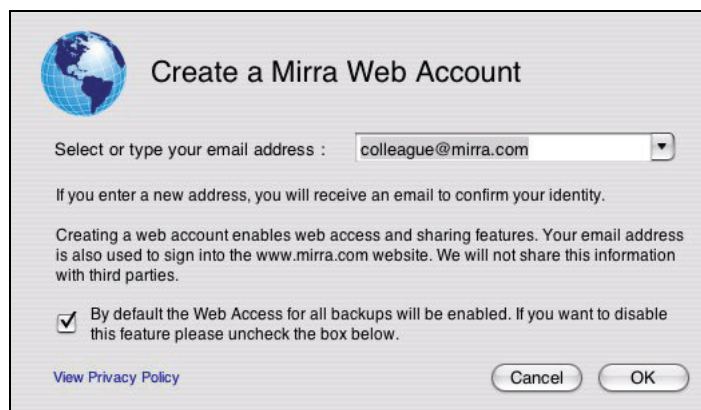 Create a Mirra Web Account
Select or type your email address :
colleague@mirra.com
If you enter a new address, you will receive an email to confirm your identity.
Creating a web account enables web access and sharing features. Your email address
is also used to sign into the www.mirra.com website. We will not share this information
with third parties.
By default the Web Access for all backups will be enabled. If you want to disable
this feature please uncheck the box below.
View Privacy Policy
Cancel
OK